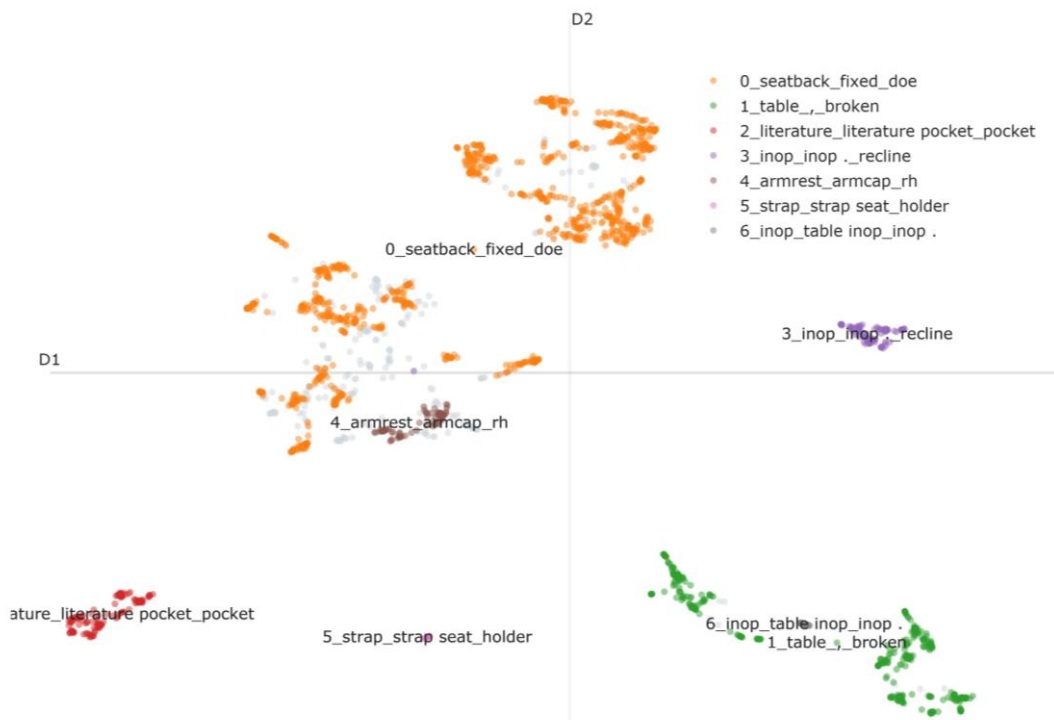 D2
0_seatback_fixed_doe
1_table_,_broken
2_literature_literature pocket_pocket
3_inop_inop ._recline
4_armrest_armcap_rh
5_strap_strap seat_holder
6_inop_table inop_inop .
0_seatback_fixed_doe
3_inop_inop ._recline
D1
4_armrest_armcap_rh
ature_literature pocket_pocket
5_strap_strap seat_holder
6_inop_table inop_inop .
1_table_,_broken